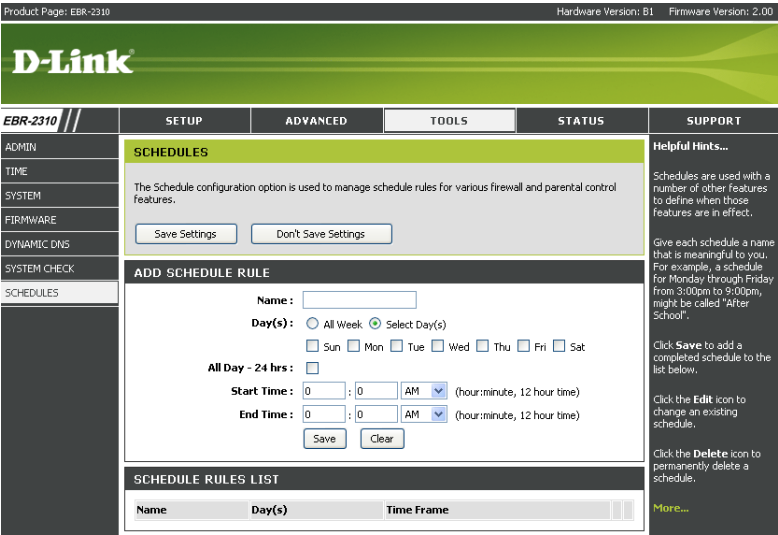 Product Page: EBR-2310 Hardware Version: B1 Firmware Version: 2.00
D-Link
EBR-2310 SETUP ADVANCED TOOLS STATUS SUPPORT
ADMIN
TIME
SYSTEM
FIRMWARE
DYNAMIC DNS
SYSTEM CHECK
SCHEDULES
SCHEDULES
The Schedule configuration option is used to manage schedule rules for various firewall and parental control
features.
Save Settings Don't Save Settings
ADD SCHEDULE RULE
Name :
Day(s) : All Week Select Day(s)
Sun Mon Tue Wed Thu Fri Sat
All Day - 24 hrs :
Start Time : 0 : 0 AM (hour:minute, 12 hour time)
End Time : 0 : 0 AM (hour:minute, 12 hour time)
Save Clear
SCHEDULE RULES LIST
Name Day(s) Time Frame
Helpful Hints...
Schedules are used with a
number of other features
to define when those
features are in effect.
Give each schedule a name
that is meaningful to you.
For example, a schedule
for Monday through Friday
from 3:00pm to 9:00pm,
might be called "After
School".
Click Save to add a
completed schedule to the
list below.
Click the Edit icon to
change an existing
schedule.
Click the Delete icon to
permanently delete a
schedule.
More...